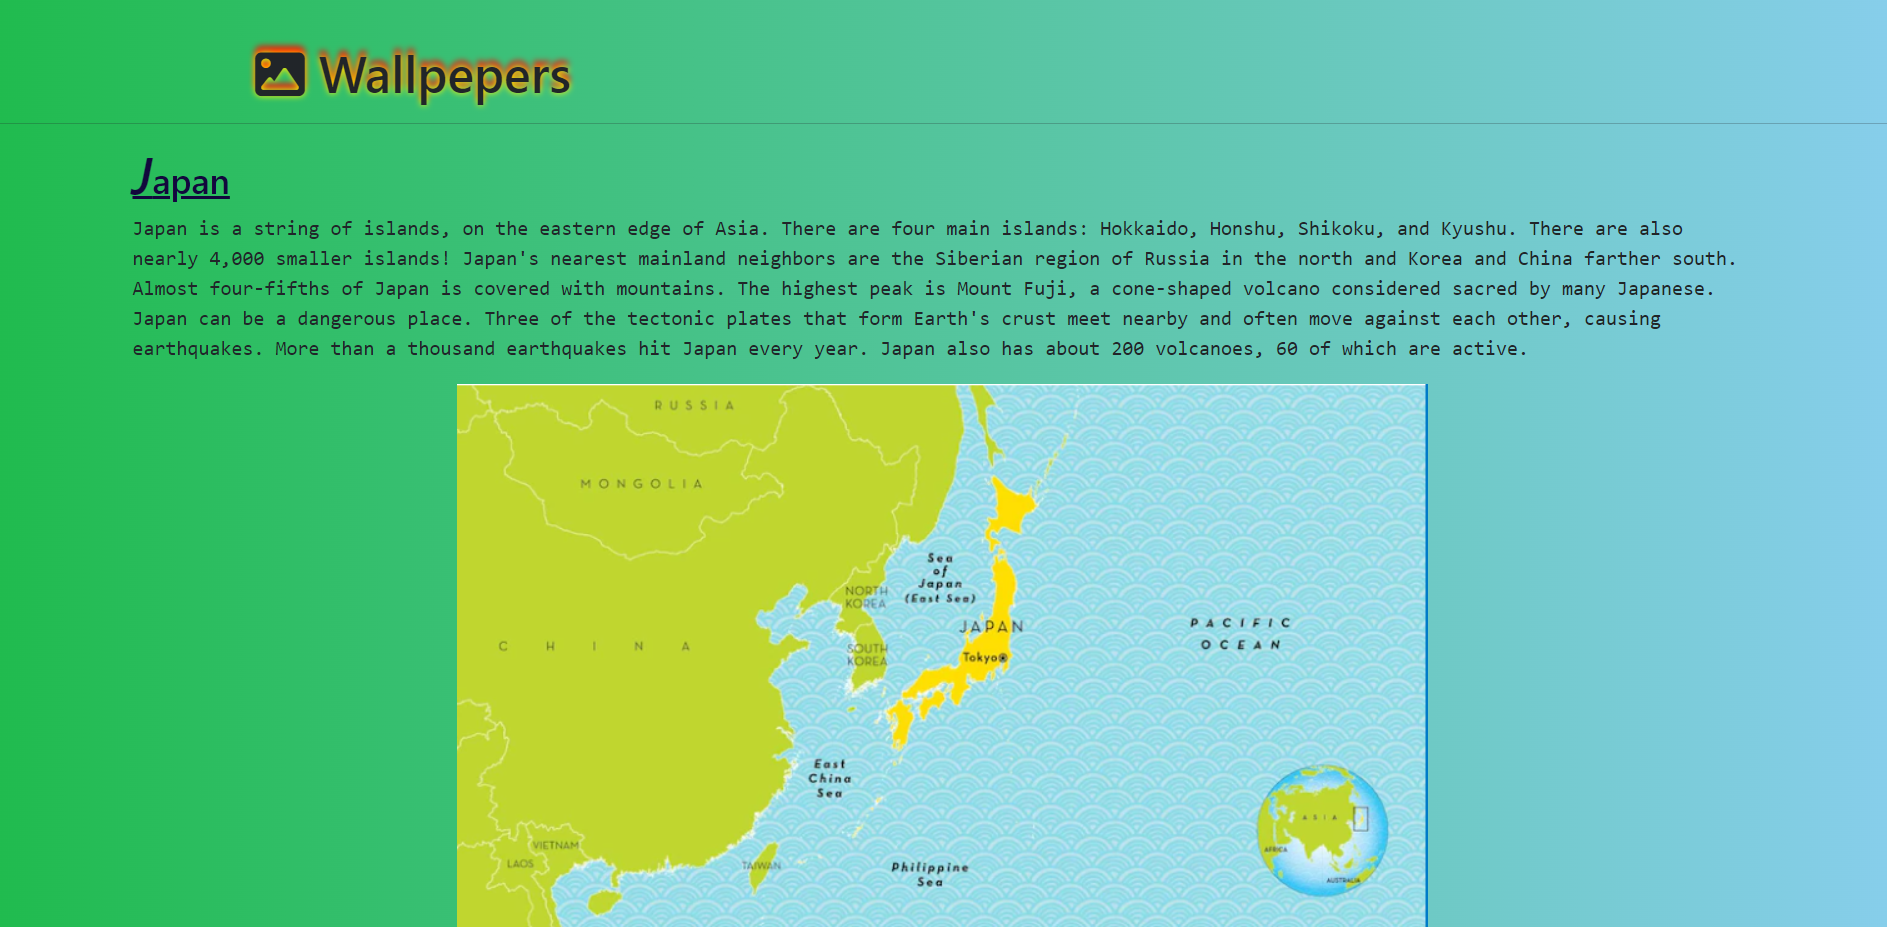 Wallpepers
Japan
Japan is a string of islands, on the eastern edge of Asia. There are four main islands: Hokkaido, Honshu, Shikoku, and Kyushu. There are also
nearly 4,000 smaller islands! Japan's nearest mainland neighbors are the Siberian region of Russia in the north and Korea and China farther south.
Almost four-fifths of Japan is covered with mountains. The highest peak is Mount Fuji, a cone-shaped volcano considered sacred by many Japanese.
Japan can be a dangerous place. Three of the tectonic plates that form Earth's crust meet nearby and often move against each other, causing
earthquakes. More than a thousand earthquakes hit Japan every year. Japan also has about 200 volcanoes, 60 of which are active.
RUSSIA
MONGOLIA
Sea
of
Japan
(East Sea)
NORTH
KOREA
JAPAN
PACIFIC
OCEAN
CHINA
SOUTH
KOREA
Tokyo
East
China
Sea
ASIA
AFRICA
AUSTRALIA
VIETNAM
LAOS
TAIWAN
Philippine
Sea